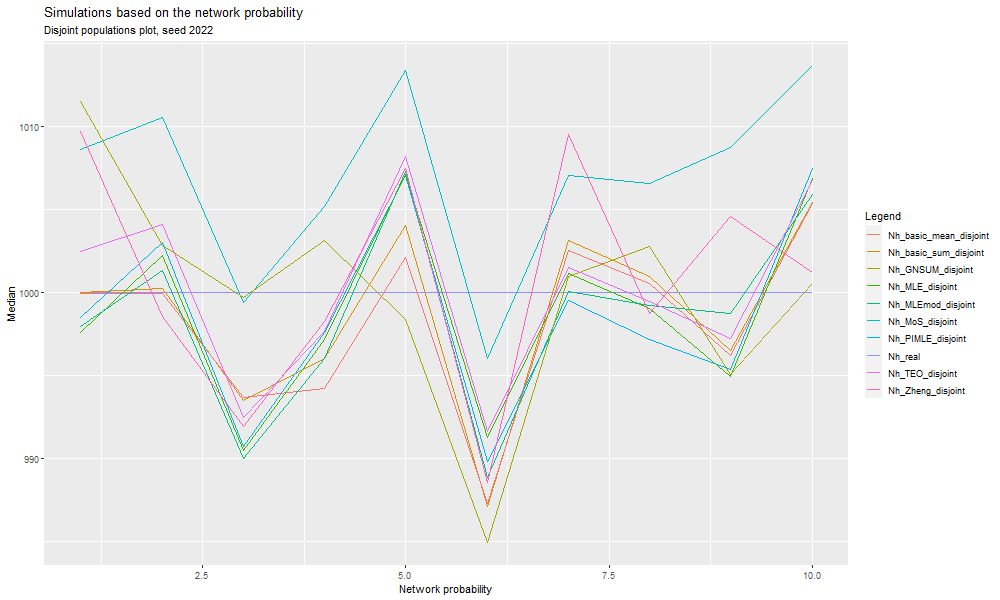 Simulations based on the network probability
Disjoint populations plot, seed 2022
Median
1010
1000
990
2.5
5.0
7.5
10.0
Network probability
Legend
Nh_basic_mean_disjoint
Nh_basic_sum_disjoint
Nh_GNSUM_disjoint
Nh_MLE_disjoint
Nh_MLEmod_disjoint
Nh_MoS_disjoint
Nh_PIMLE_disjoint
Nh_real
Nh_TEO_disjoint
Nh_Zheng_disjoint